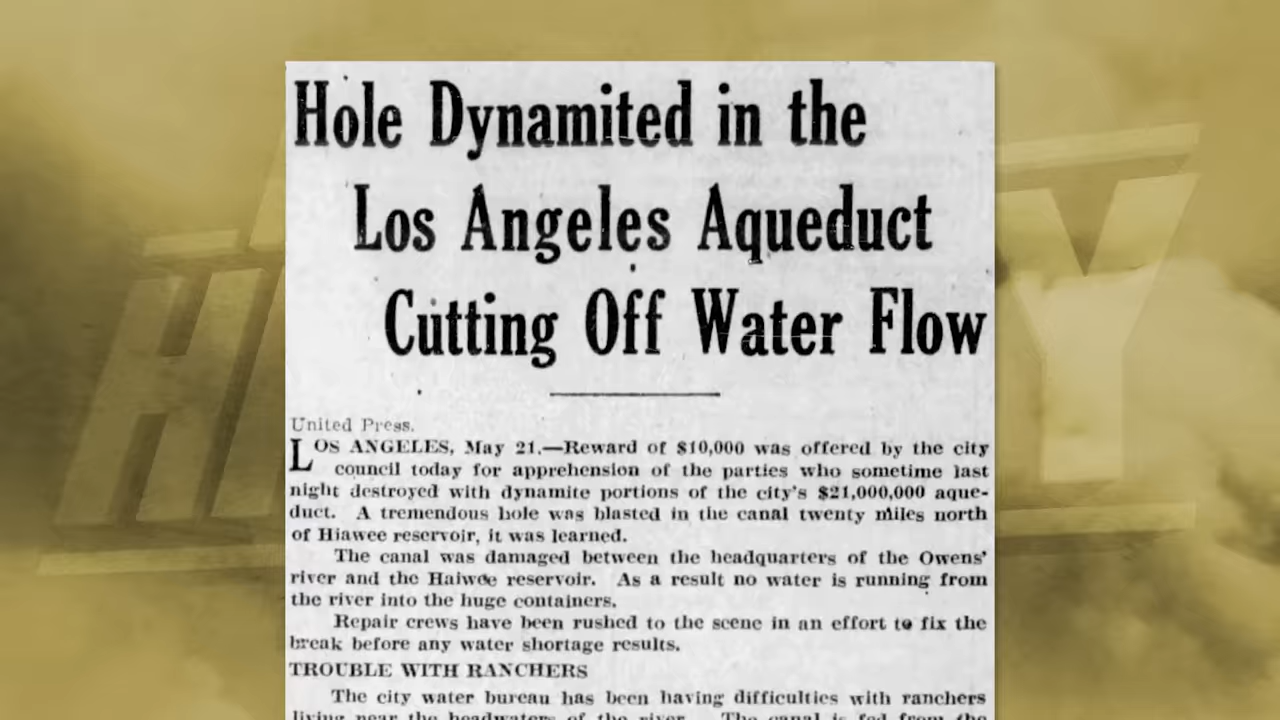 Hole Dynamited in the
Los Angeles Aqueduct
Cutting Off Water Flow
United Press.
LOS ANGELES, May 21.—Reward of $10,000 was offered by the city
council today for apprehension of the parties who sometime last
night destroyed with dynamite portions of the city's $21,000,000 aque-
duct. A tremendous hole was blasted in the canal twenty miles north
of Hiawee reservoir, it was learned.
The canal was damaged between the headquarters of the Owens'
river and the Haiwee reservoir. As a result no water is running from
the river into the huge containers.
Repair crews have been rushed to the scene in an effort to fix the
break before any water shortage results.
TROUBLE WITH RANCHERS
The city water bureau has been having difficulties with ranchers
living near the headwaters of the river. The canal is fed from the